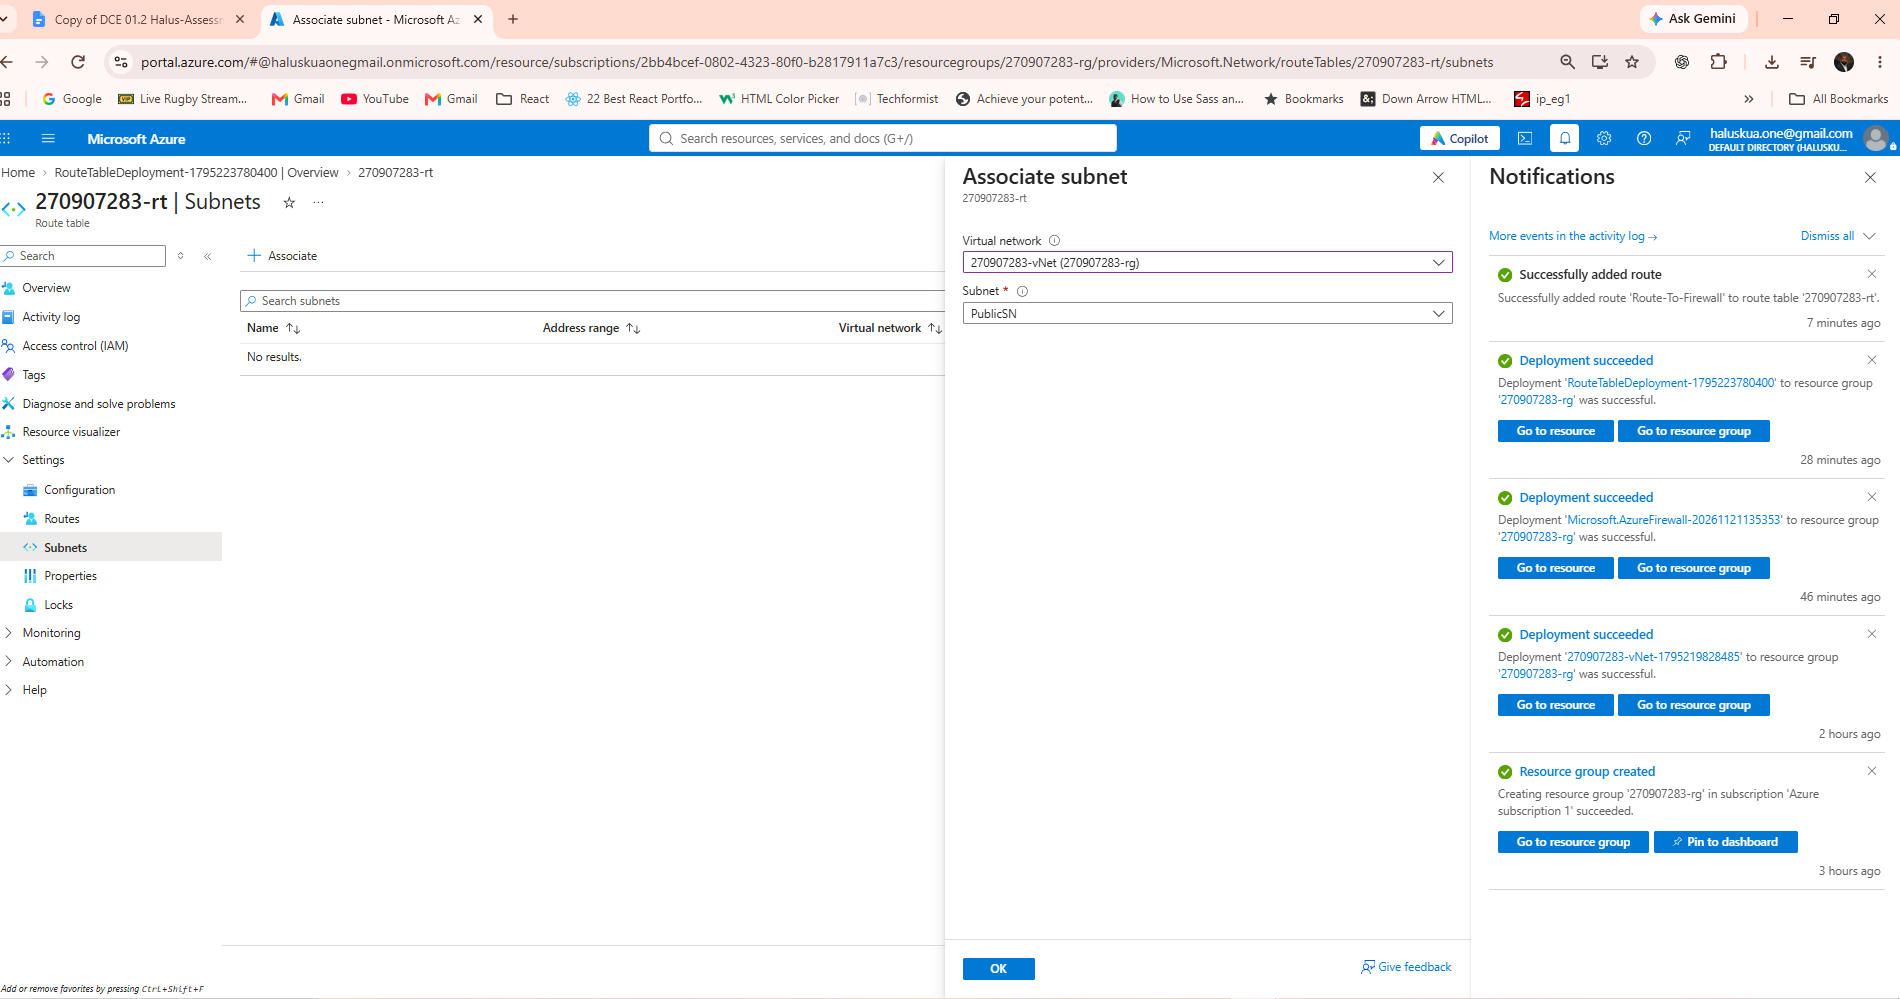 Copy of DCE 01.2 Halus-Assessm
Associate subnet - Microsoft Az
Ask Gemini
portal.azure.com/#@haluskuaonegmail.onmicrosoft.com/resource/subscriptions/2bb4bcef-0802-4323-80f0-b2817911a7c3/resourcegroups/270907283-rg/providers/Microsoft.Network/routeTables/270907283-rt/subnets
Google
Live Rugby Stream...
Gmail
YouTube
Gmail
React
22 Best React Portfo...
HTML Color Picker
Techformist
Achieve your potent...
How to Use Sass an...
Bookmarks
Down Arrow HTML...
ip_eg1
All Bookmarks
Microsoft Azure
Search resources, services, and docs (G+/)
Copilot
haluskua.one@gmail.com
DEFAULT DIRECTORY (HALUSKU...
Home > RouteTableDeployment-1795223780400 | Overview > 270907283-rt
270907283-rt | Subnets
Route table
Search
Overview
Activity log
Access control (IAM)
Tags
Diagnose and solve problems
Resource visualizer
Settings
Configuration
Routes
Subnets
Properties
Locks
Monitoring
Automation
Help
Add or remove favorites by pressing Ctrl+Shift+F
Associate
Search subnets
Name
Address range
Virtual network
No results.
Associate subnet
270907283-rt
Virtual network
270907283-vNet (270907283-rg)
Subnet *
PublicSN
OK
Give feedback
Notifications
More events in the activity log →
Dismiss all
Successfully added route
Successfully added route 'Route-To-Firewall' to route table '270907283-rt'.
7 minutes ago
Deployment succeeded
Deployment 'RouteTableDeployment-1795223780400' to resource group
'270907283-rg' was successful.
Go to resource
Go to resource group
28 minutes ago
Deployment succeeded
Deployment 'Microsoft.AzureFirewall-20261121135353' to resource group
'270907283-rg' was successful.
Go to resource
Go to resource group
46 minutes ago
Deployment succeeded
Deployment '270907283-vNet-1795219828485' to resource group
'270907283-rg' was successful.
Go to resource
Go to resource group
2 hours ago
Resource group created
Creating resource group '270907283-rg' in subscription 'Azure
subscription 1' succeeded.
Go to resource group
Pin to dashboard
3 hours ago